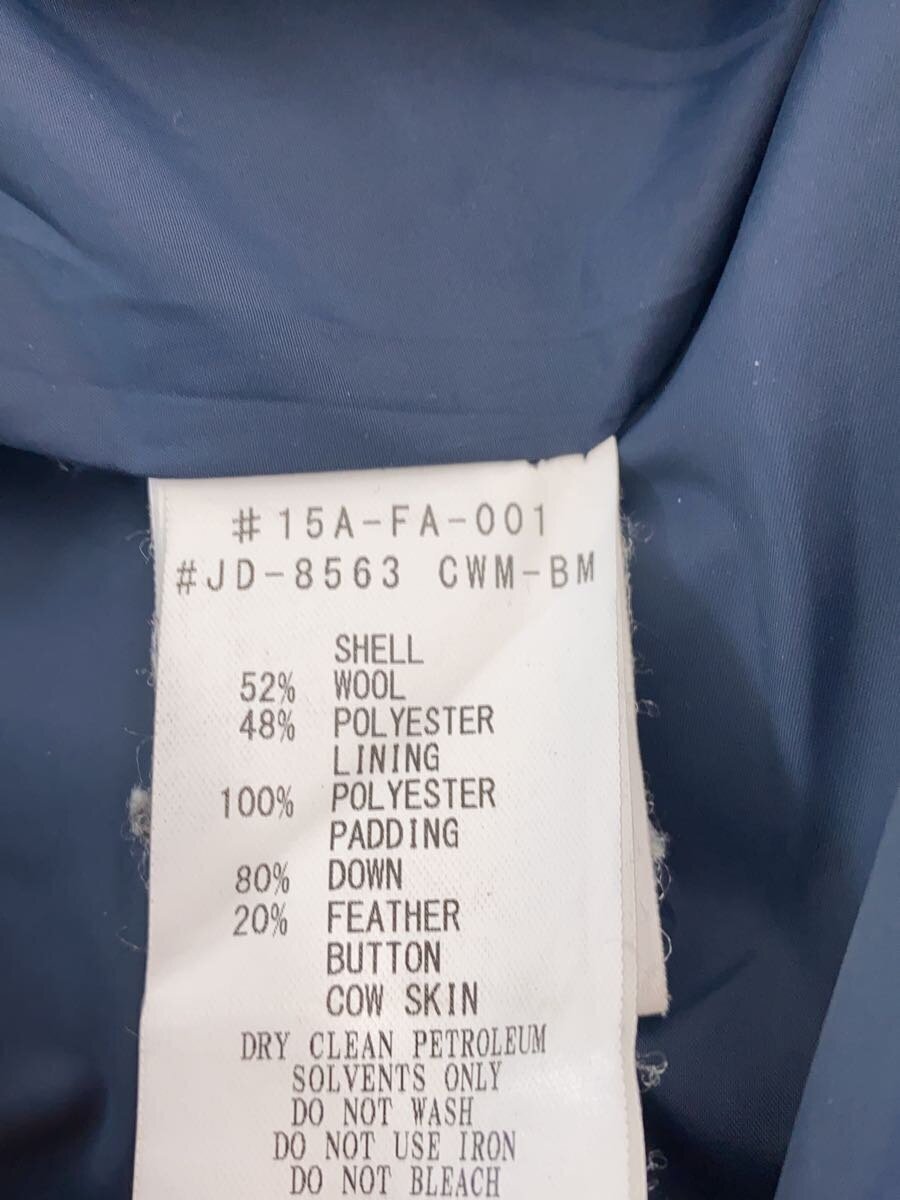 #15A-FA-001
#JD-8563 CWM-BM
SHELL
52% WOOL
48% POLYESTER
LINING
100% POLYESTER
PADDING
80% DOWN
20% FEATHER
BUTTON
COW SKIN
DRY CLEAN PETROLEUM
SOLVENTS ONLY
DO NOT WASH
DO NOT USE IRON
DO NOT BLEACH